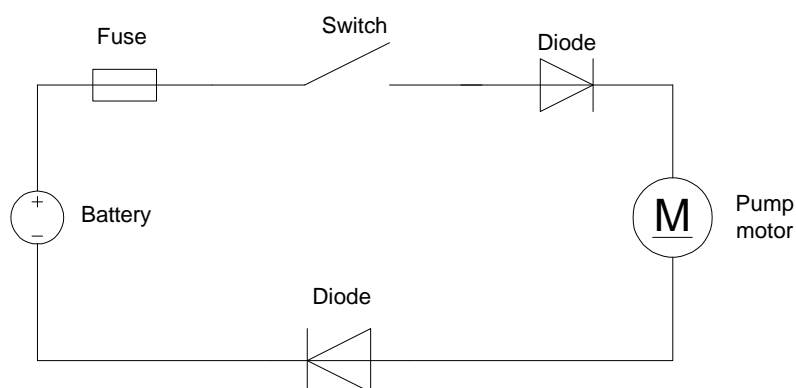 Fuse
Switch
Diode
+
–
Battery
M
Pump
motor
Diode